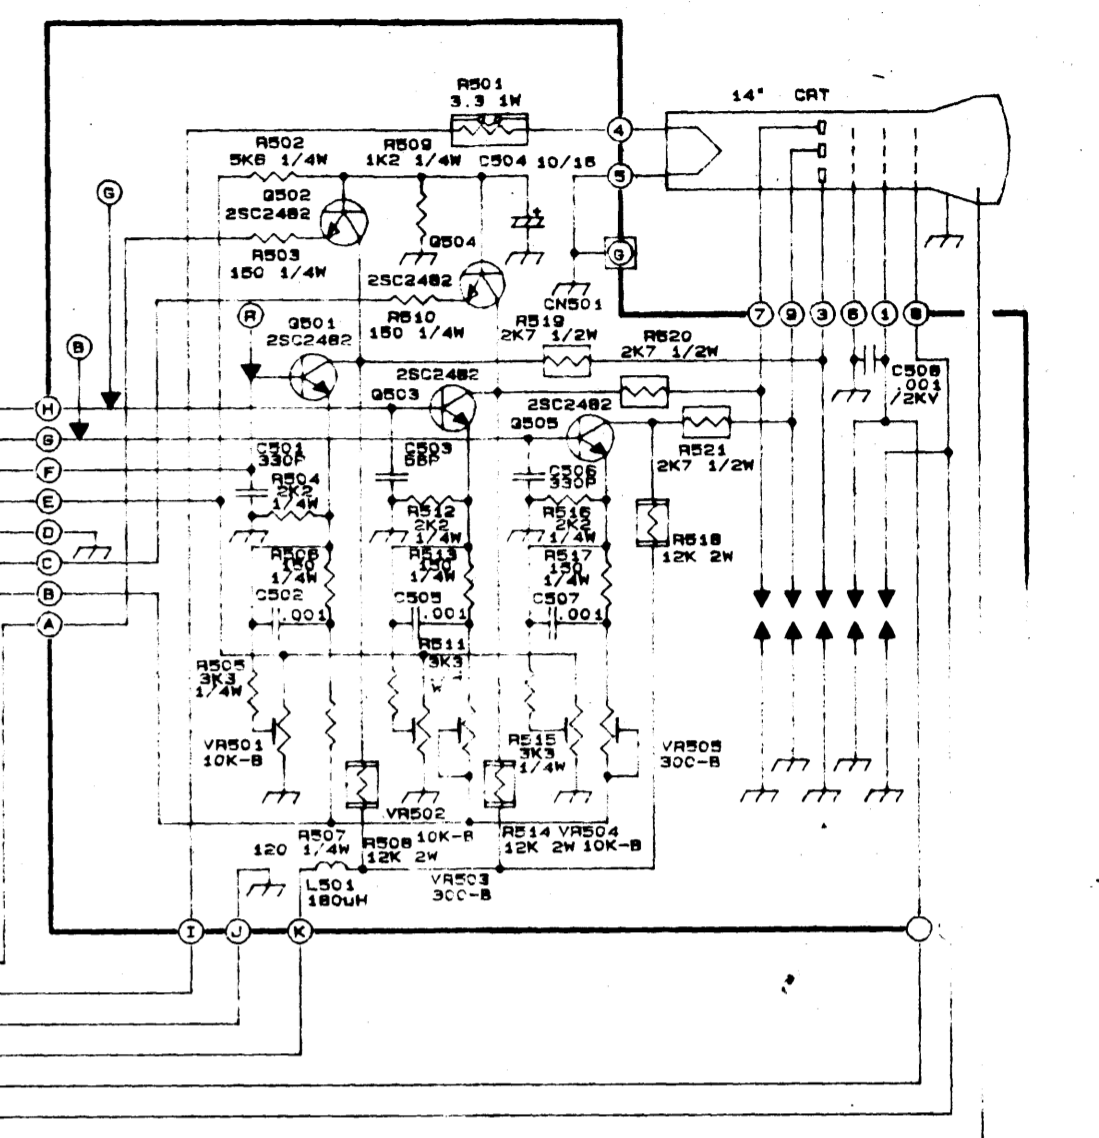 R501
3.3 1W
14" CRT
4
R502
5K6 1/4W
R509
1K2 1/4W
C504 10/16
5
G
Q502
2SC2482
+
R503
150 1/4W
Q504
2SC2482
G
CN501
R
R510
150 1/4W
Q501
2SC2482
R519
2K7 1/2W
R520
2K7 1/2W
7
9
3
6
1
8
B
2SC2482
Q503
C508
.001
/2KV
2SC2482
Q505
H
G
R521
2K7 1/2W
C501
330P
C503
56P
C506
330P
F
R504
2K2
1/4W
E
R512
2K2
1/4W
R516
2K2
1/4W
R518
12K 2W
D
C
R506
150
1/4W
R513
150
1/4W
R517
150
1/4W
B
C502
.001
C505
.001
C507
.001
A
R505
3K3
1/4W
R511
3K3
W
VR501
10K-B
R515
3K3
1/4W
VR505
300-B
VR502
10K-B
R507
120 1/4W
R508
12K 2W
R514
12K 2W
VR504
10K-B
L501
180uH
VR503
300-B
I
J
K